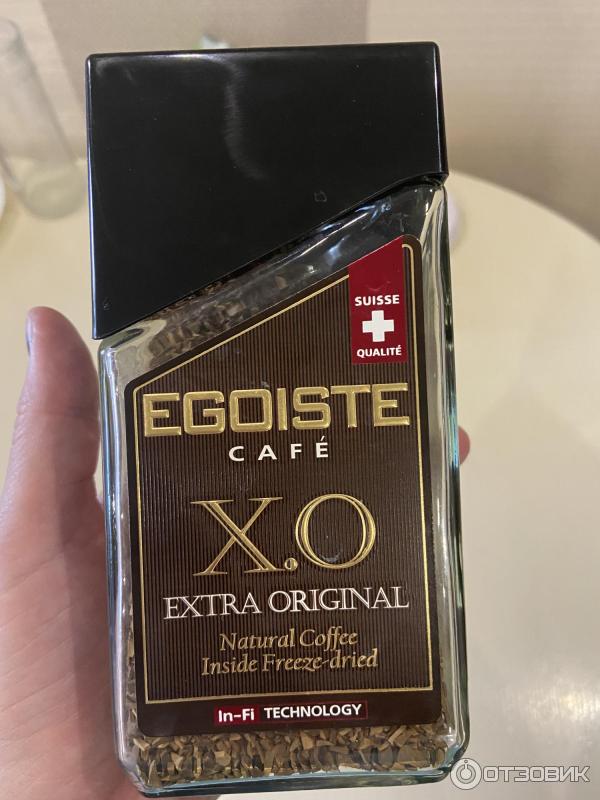 SUISSE
QUALITÉ
EGOISTE
CAFÉ
X.O
EXTRA ORIGINAL
Natural Coffee
Inside Freeze-dried
In-Fi TECHNOLOGY
ОТЗОВИК